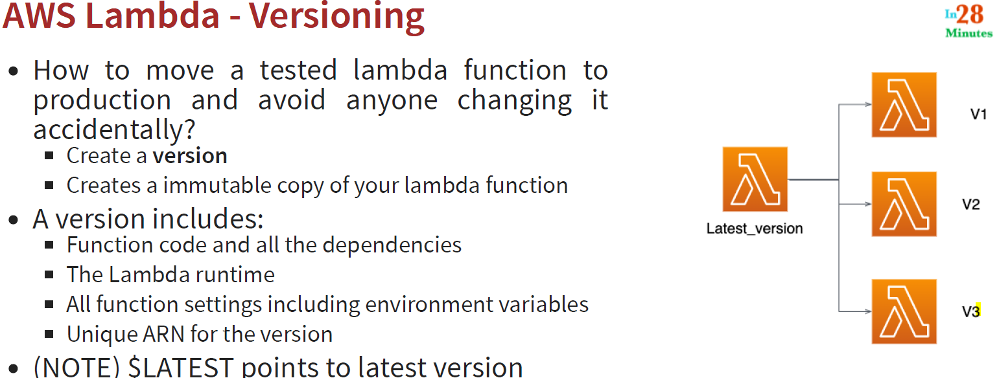 AWS Lambda - Versioning
In28
Minutes
• How to move a tested lambda function to
production and avoid anyone changing it
accidentally?
▪ Create a version
▪ Creates a immutable copy of your lambda function
• A version includes:
▪ Function code and all the dependencies
▪ The Lambda runtime
▪ All function settings including environment variables
▪ Unique ARN for the version
• (NOTE) $LATEST points to latest version
Latest_version
V1
V2
V3